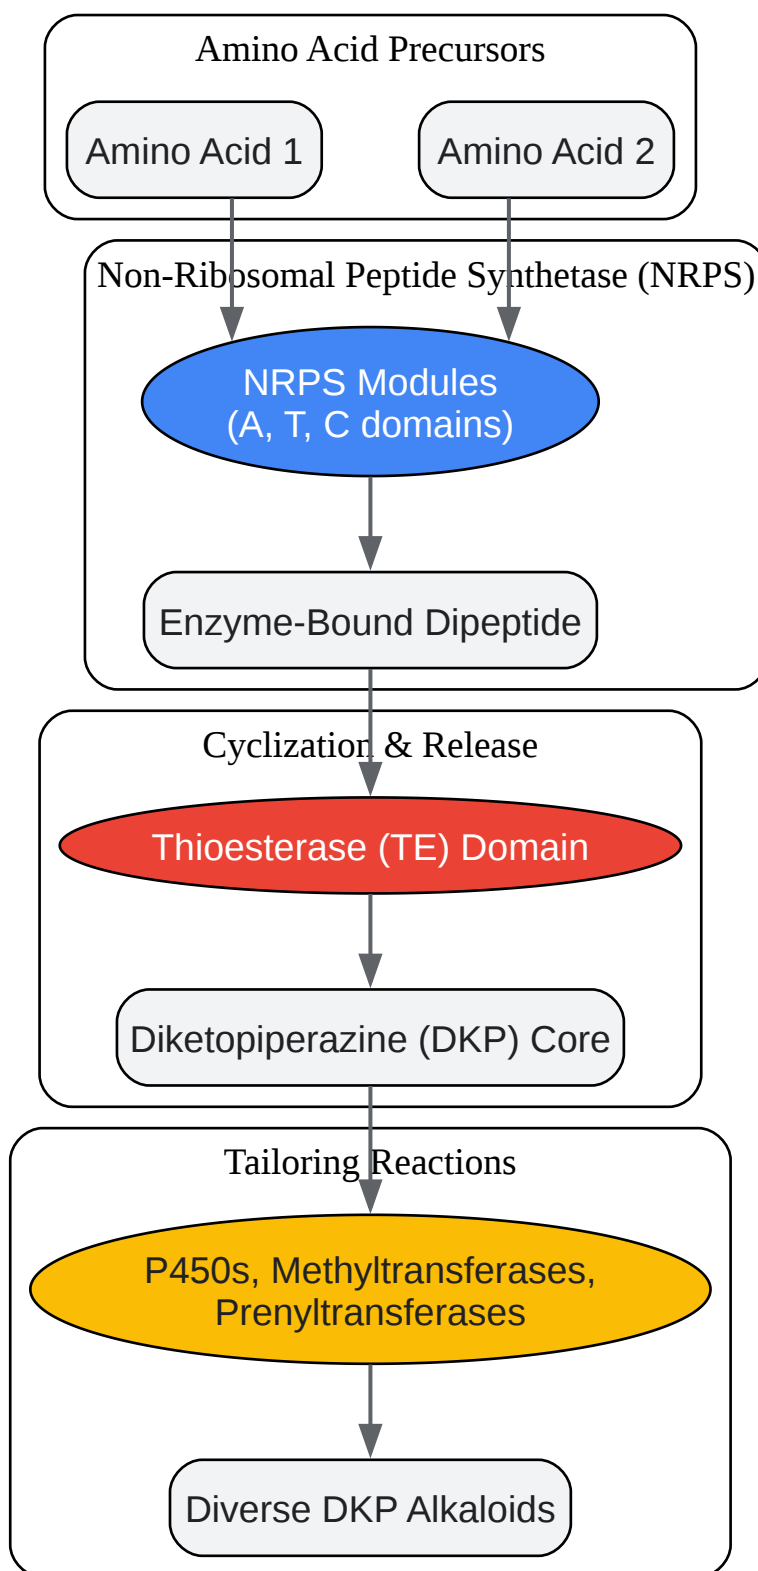 Amino Acid Precursors
Amino Acid 1
Amino Acid 2
Non-Ribosomal Peptide Synthetase (NRPS)
NRPS Modules
(A, T, C domains)
Enzyme-Bound Dipeptide
Cyclization & Release
Thioesterase (TE) Domain
Diketopiperazine (DKP) Core
Tailoring Reactions
P450s, Methyltransferases,
Prenyltransferases
Diverse DKP Alkaloids